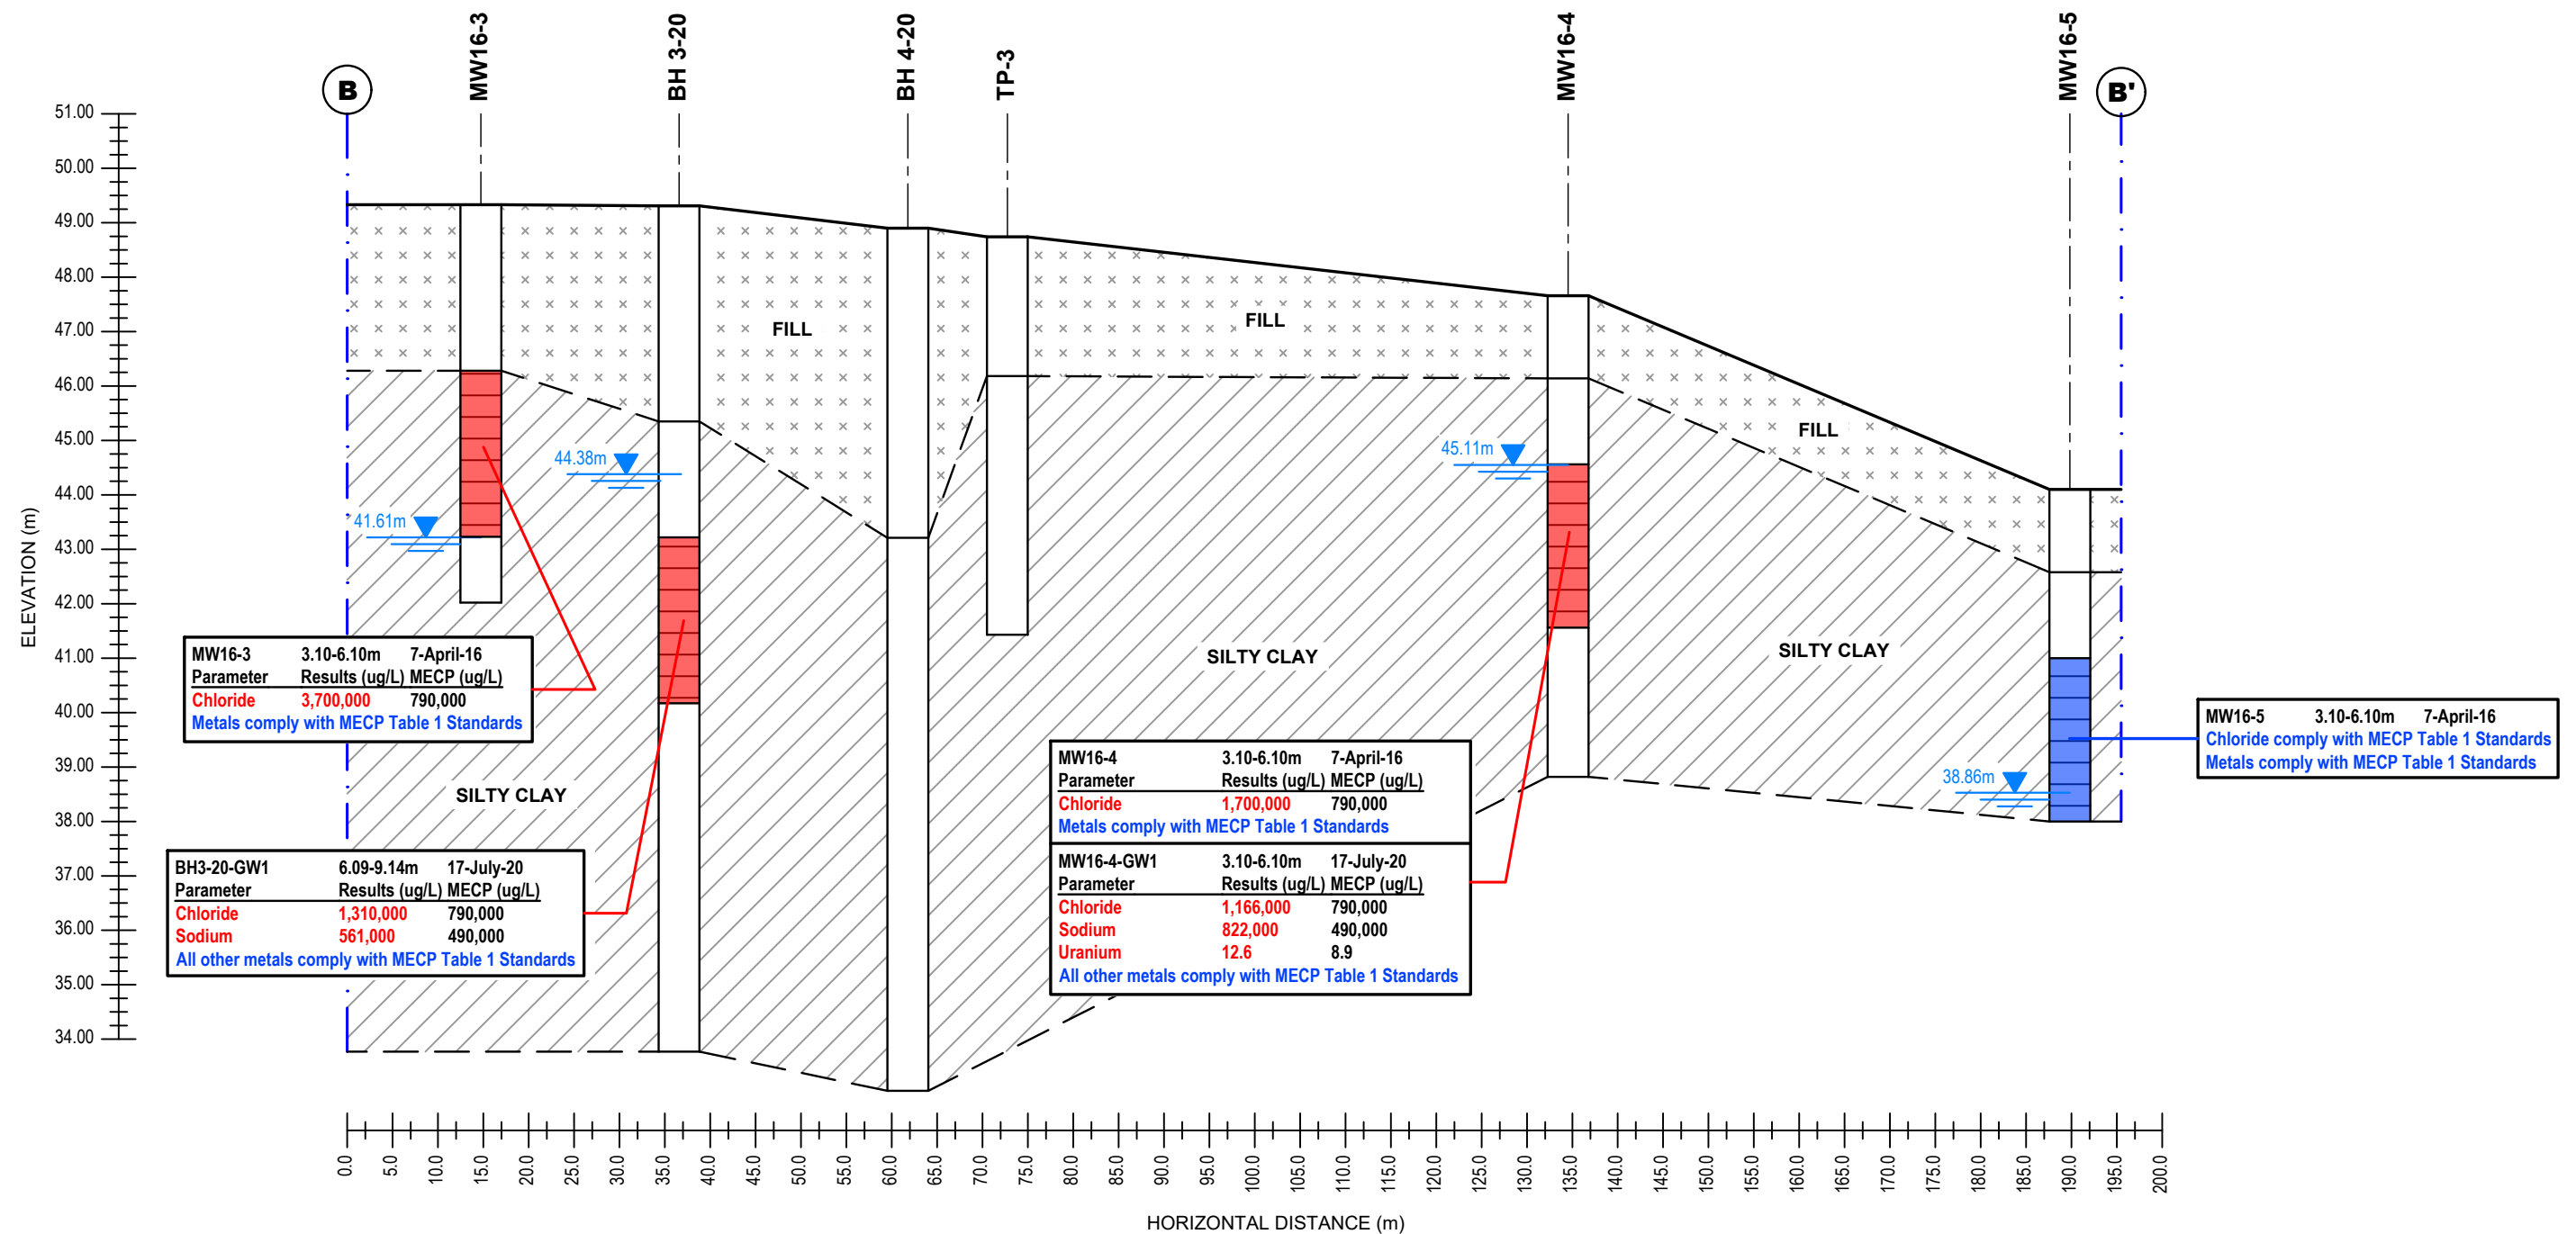 B
MW16-3
BH 3-20
BH 4-20
TP-3
MW16-4
MW16-5
B'
ELEVATION (m)
51.00
50.00
49.00
48.00
47.00
46.00
45.00
44.00
43.00
42.00
41.00
40.00
39.00
38.00
37.00
36.00
35.00
34.00
FILL
FILL
FILL
44.38m
45.11m
41.61m
38.86m
SILTY CLAY
SILTY CLAY
SILTY CLAY
MW16-3 3.10-6.10m 7-April-16
Parameter Results (ug/L) MECP (ug/L)
Chloride 3,700,000 790,000
Metals comply with MECP Table 1 Standards
BH3-20-GW1 6.09-9.14m 17-July-20
Parameter Results (ug/L) MECP (ug/L)
Chloride 1,310,000 790,000
Sodium 561,000 490,000
All other metals comply with MECP Table 1 Standards
MW16-4 3.10-6.10m 7-April-16
Parameter Results (ug/L) MECP (ug/L)
Chloride 1,700,000 790,000
Metals comply with MECP Table 1 Standards
MW16-4-GW1 3.10-6.10m 17-July-20
Parameter Results (ug/L) MECP (ug/L)
Chloride 1,166,000 790,000
Sodium 822,000 490,000
Uranium 12.6 8.9
All other metals comply with MECP Table 1 Standards
MW16-5 3.10-6.10m 7-April-16
Chloride comply with MECP Table 1 Standards
Metals comply with MECP Table 1 Standards
0.0 5.0 10.0 15.0 20.0 25.0 30.0 35.0 40.0 45.0 50.0 55.0 60.0 65.0 70.0 75.0 80.0 85.0 90.0 95.0 100.0 105.0 110.0 115.0 120.0 125.0 130.0 135.0 140.0 145.0 150.0 155.0 160.0 165.0 170.0 175.0 180.0 185.0 190.0 195.0 200.0
HORIZONTAL DISTANCE (m)